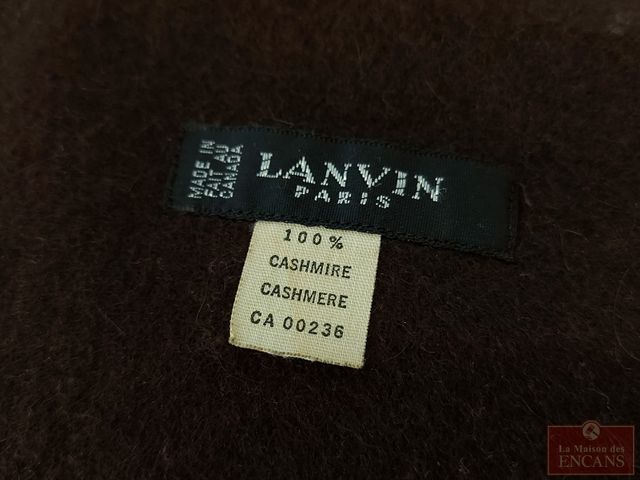 MADE IN
FAIT AU
CANADA
LANVIN
PARIS
100%
CASHMIRE
CASHMERE
CA 00236
La Maison des
ENCANS